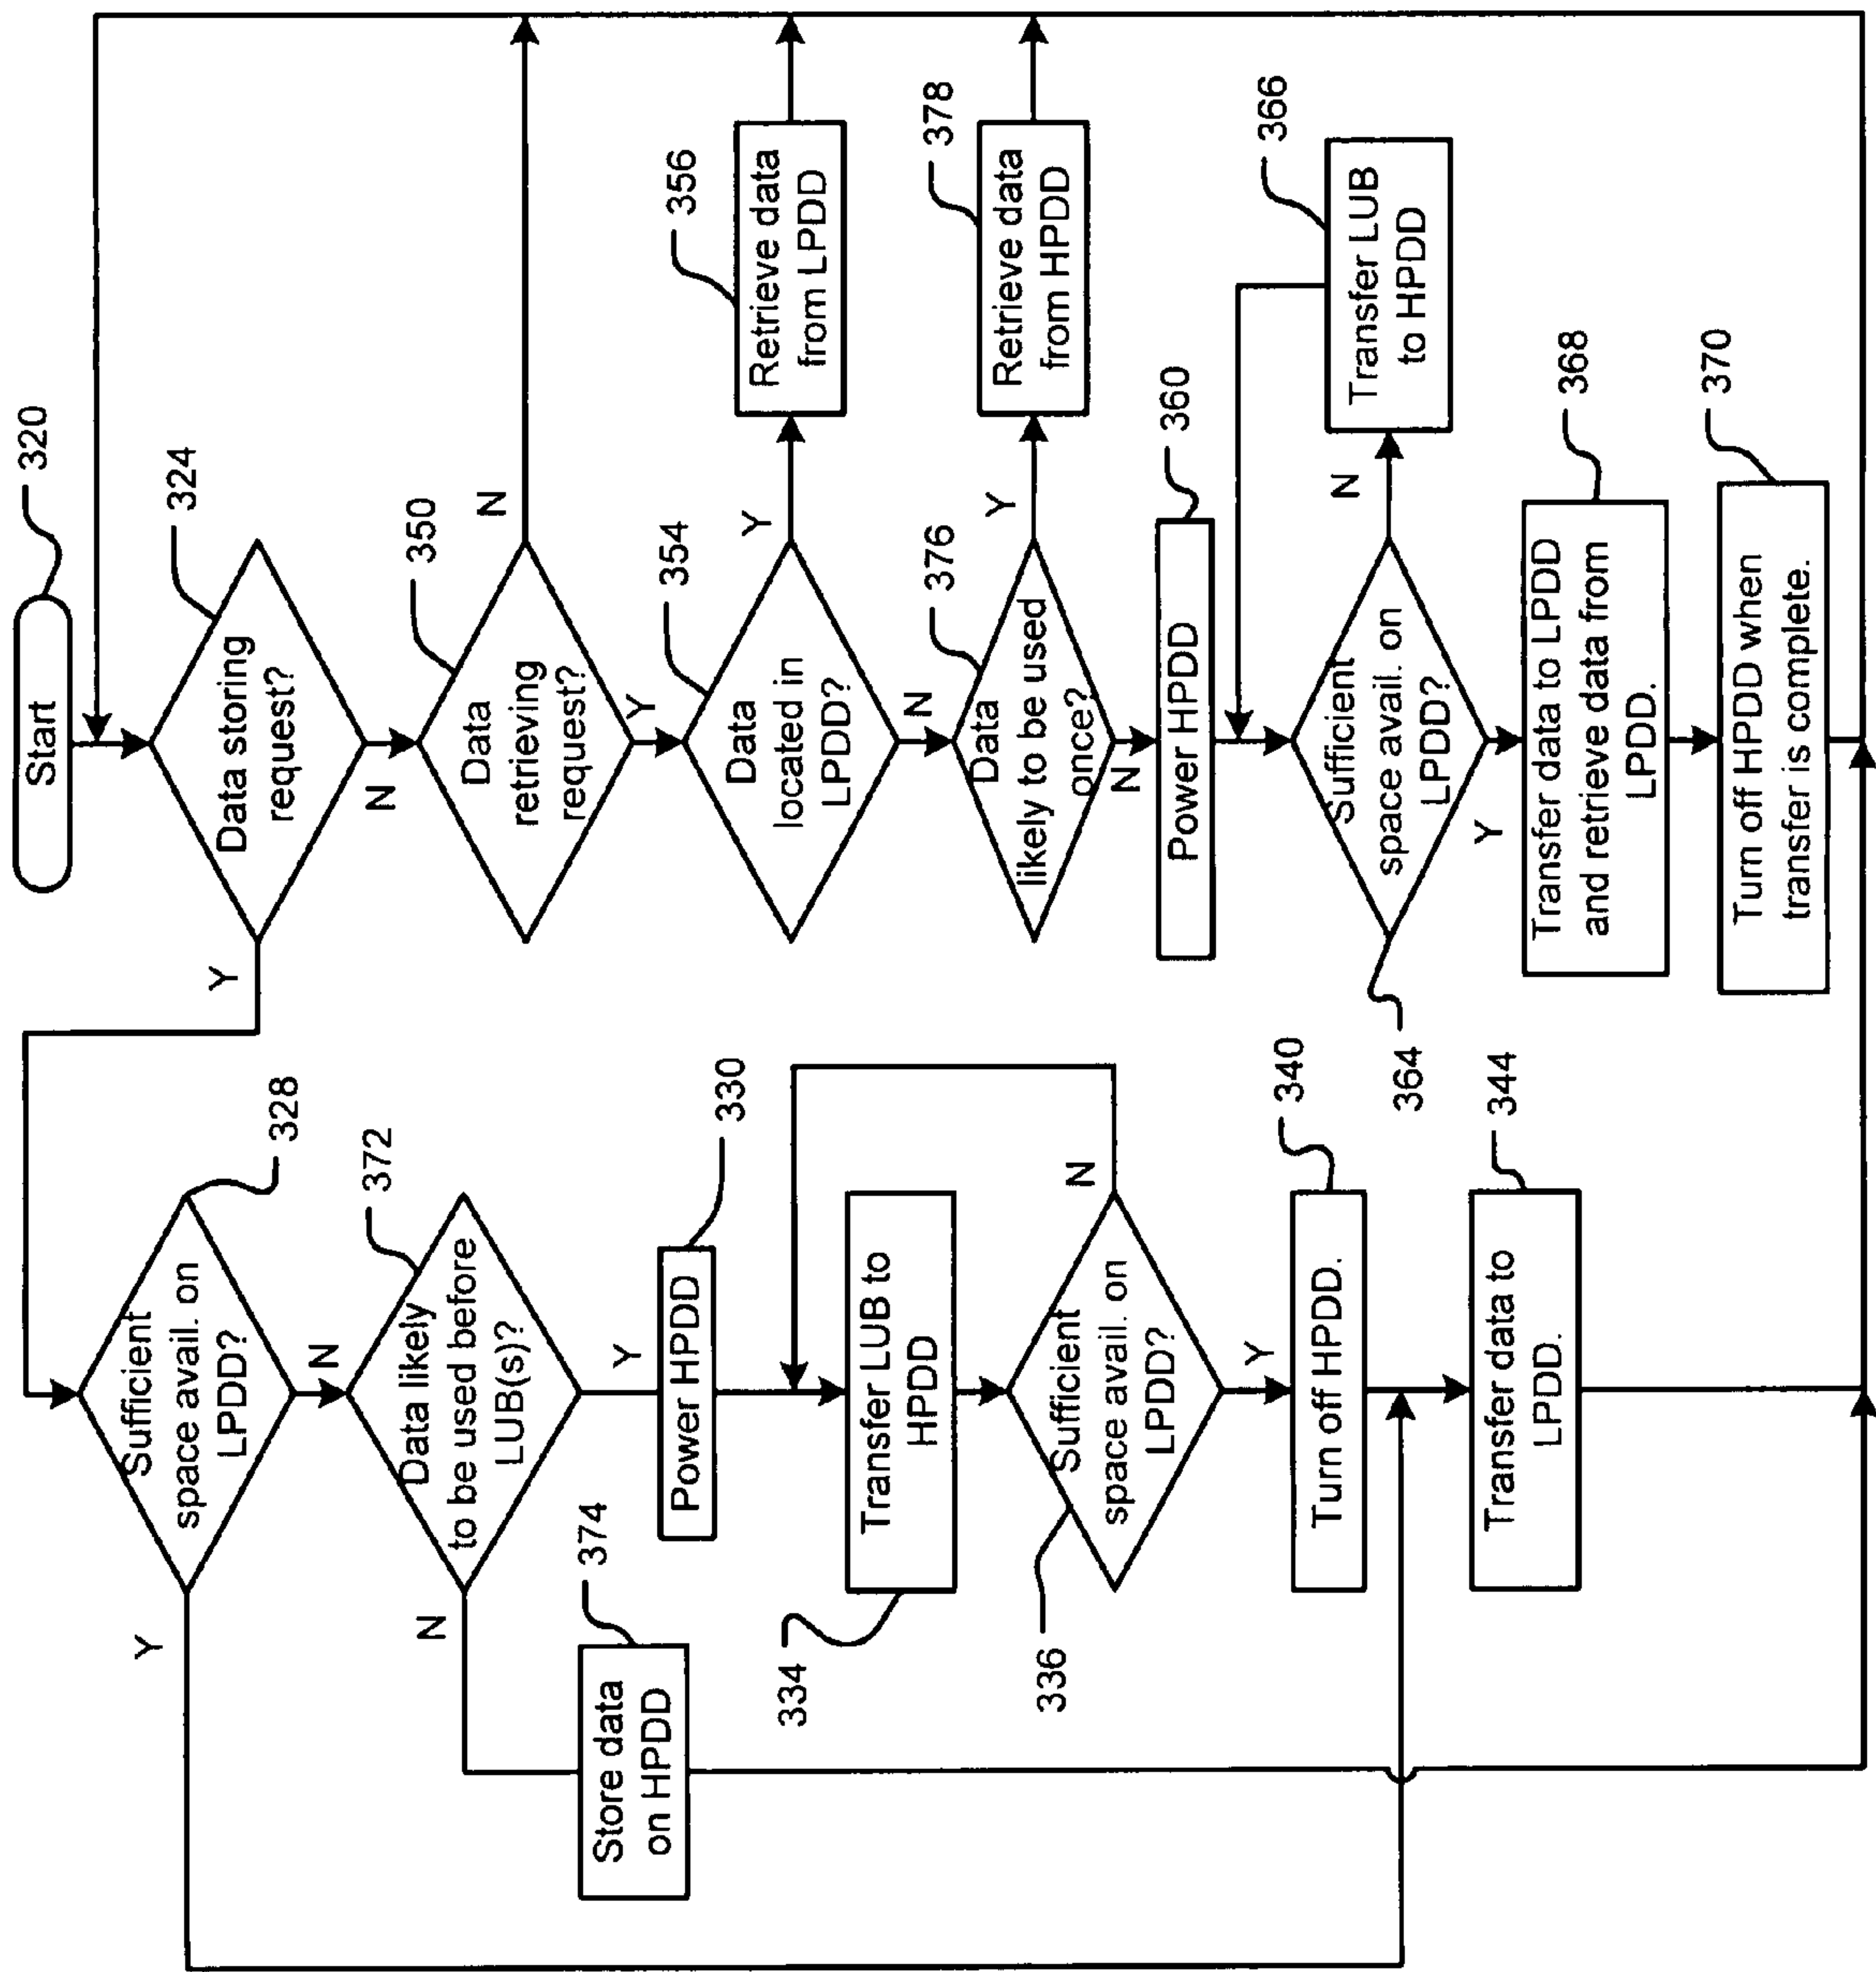 Start
320
Data storing
request?
324
Y
N
Data
retrieving
request?
350
N
Y
Data
located in
LPDD?
354
Y
N
Retrieve data
from LPDD
356
Data
likely to be used
once?
376
Y
N
Retrieve data
from HPDD
378
Power HPDD
360
Sufficient
space avail. on
LPDD?
364
N
Y
Transfer LUB
to HPDD
366
Transfer data to LPDD
and retrieve data from
LPDD.
368
Turn off HPDD when
transfer is complete.
370
Sufficient
space avail. on
LPDD?
328
Y
N
Data likely
to be used before
LUB(s)?
372
N
Y
Store data
on HPDD
374
Power HPDD
330
Transfer LUB to
HPDD
334
Sufficient
space avail. on
LPDD?
336
N
Y
Turn off HPDD.
340
Transfer data to
LPDD.
344